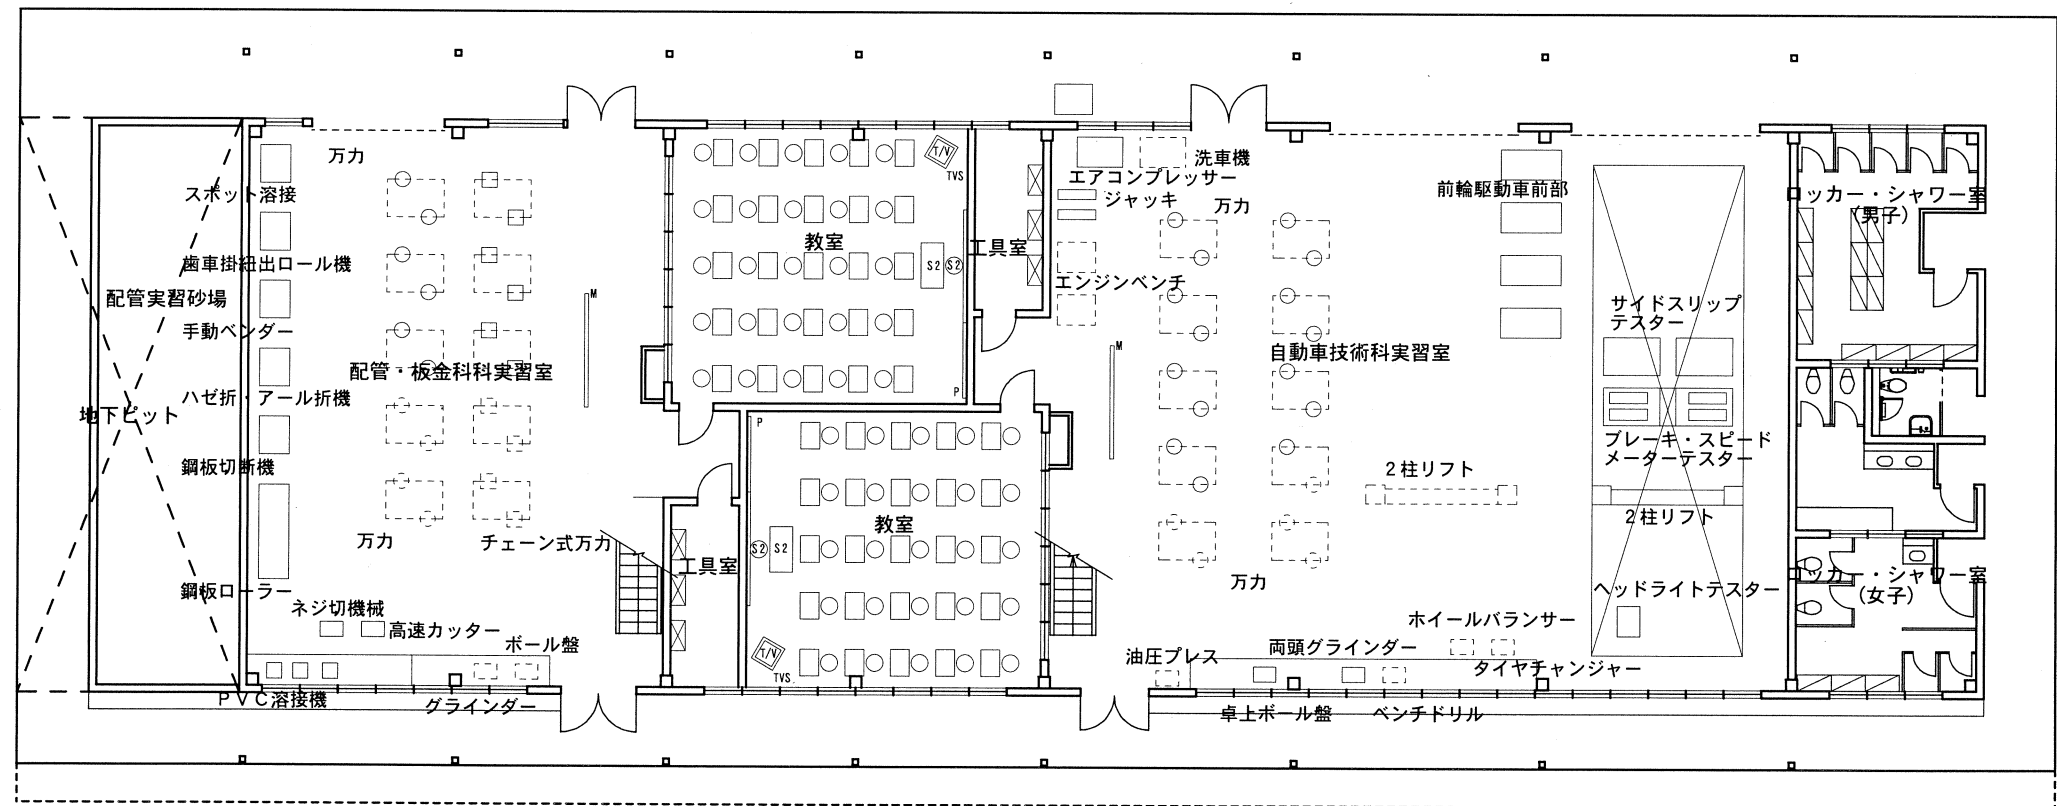 万力
スポット溶接
歯車掛紐出ロール機
配管実習砂場
手動ベンダー
配管・板金科科実習室
ハゼ折・アール折機
地下ピット
鋼板切断機
万力
チェーン式万力
鋼板ローラー
ネジ切機械
高速カッター
ボール盤
PVC溶接機
グラインダー
M
T/V
TVS
教室
S2
S2
P
工具室
P
教室
S2
S2
工具室
T/V
TVS
洗車機
エアコンプレッサー
ジャッキ
万力
エンジンベンチ
M
自動車技術科実習室
前輪駆動車前部
サイドスリップ
テスター
ブレーキ・スピード
メーターテスター
2柱リフト
2柱リフト
万力
ヘッドライトテスター
ホイールバランサー
両頭グラインダー
油圧プレス
タイヤチャンジャー
卓上ボール盤
ベンチドリル
ロッカー・シャワー室
(男子)
ロッカー・シャワー室
(女子)